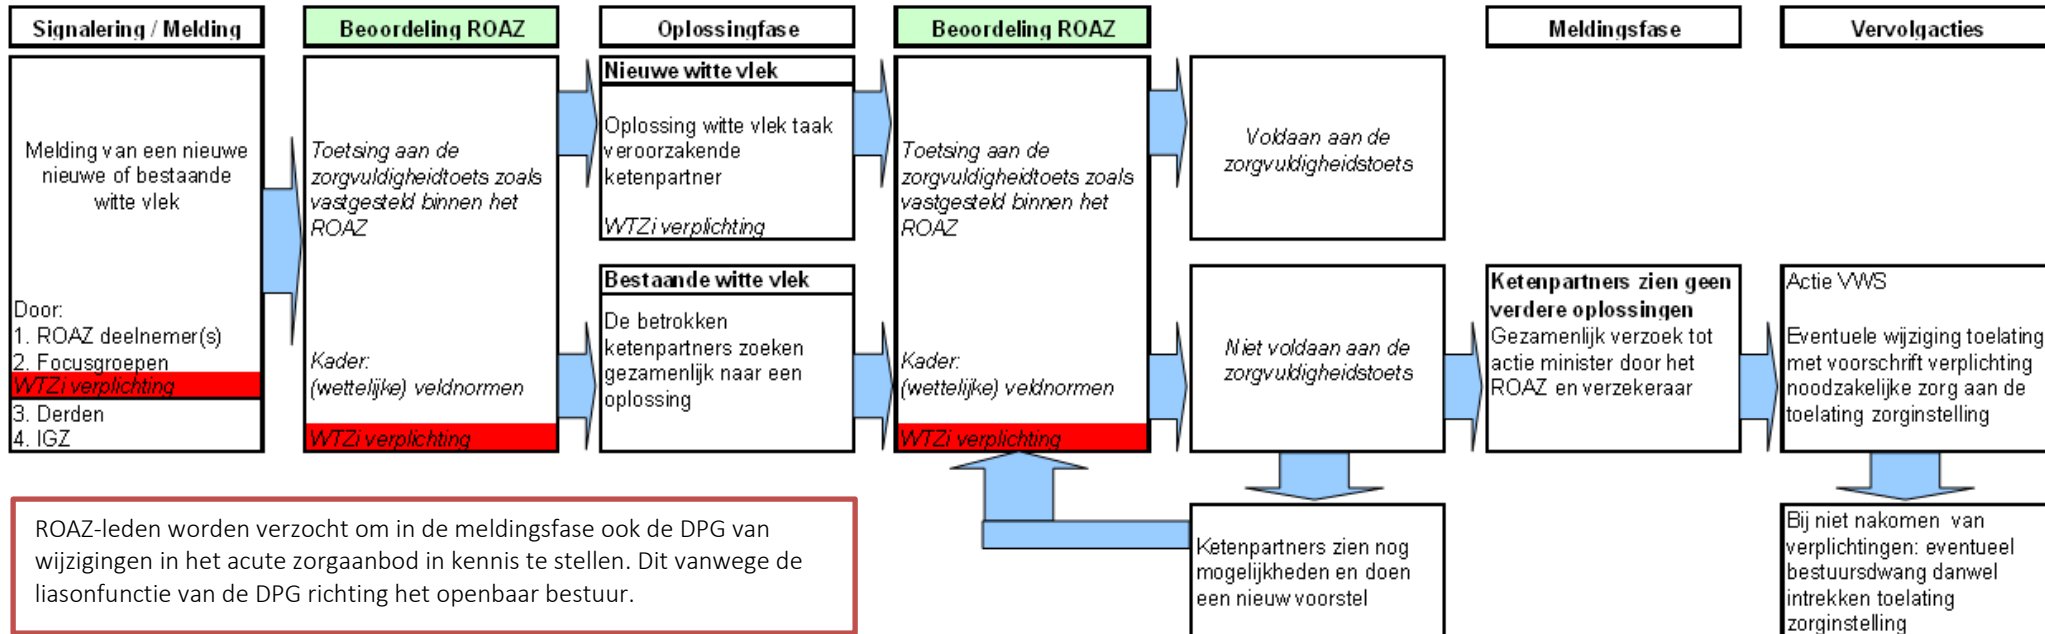 Signalering / Melding
Melding van een nieuwe
nieuwe of bestaande
witte vlek
Door:
1. ROAZ deelnemer(s)
2. Focusgroepen
WTZi verplichting
3. Derden
4. IGZ
Beoordeling ROAZ
Toetsing aan de
zorgvuldigheidtoets zoals
vastgesteld binnen het
ROAZ
Kader:
(wettelijke) veldnormen
WTZi verplichting
Oplossingfase
Nieuwe witte vlek
Oplossing witte vlek taak
veroorzakende
ketenpartner
WTZi verplichting
Bestaande witte vlek
De betrokken
ketenpartners zoeken
gezamenlijk naar een
oplossing
Beoordeling ROAZ
Toetsing aan de
zorgvuldigheidtoets zoals
vastgesteld binnen het
ROAZ
Kader:
(wettelijke) veldnormen
WTZi verplichting
Voldaan aan de
zorgvuldigheidstoets
Niet voldaan aan de
zorgvuldigheidstoets
Ketenpartners zien nog
mogelijkheden en doen
een nieuw voorstel
Meldingsfase
Ketenpartners zien geen
verdere oplossingen
Gezamenlijk verzoek tot
actie minister door het
ROAZ en verzekeraar
Vervolgacties
Actie VWS
Eventuele wijziging toelating
met voorschrift verplichting
noodzakelijke zorg aan de
toelating zorginstelling
Bij niet nakomen van
verplichtingen: eventueel
bestuursdwang danwel
intrekken toelating
zorginstelling
ROAZ-leden worden verzocht om in de meldingsfase ook de DPG van
wijzigingen in het acute zorgaanbod in kennis te stellen. Dit vanwege de
liasonfunctie van de DPG richting het openbaar bestuur.